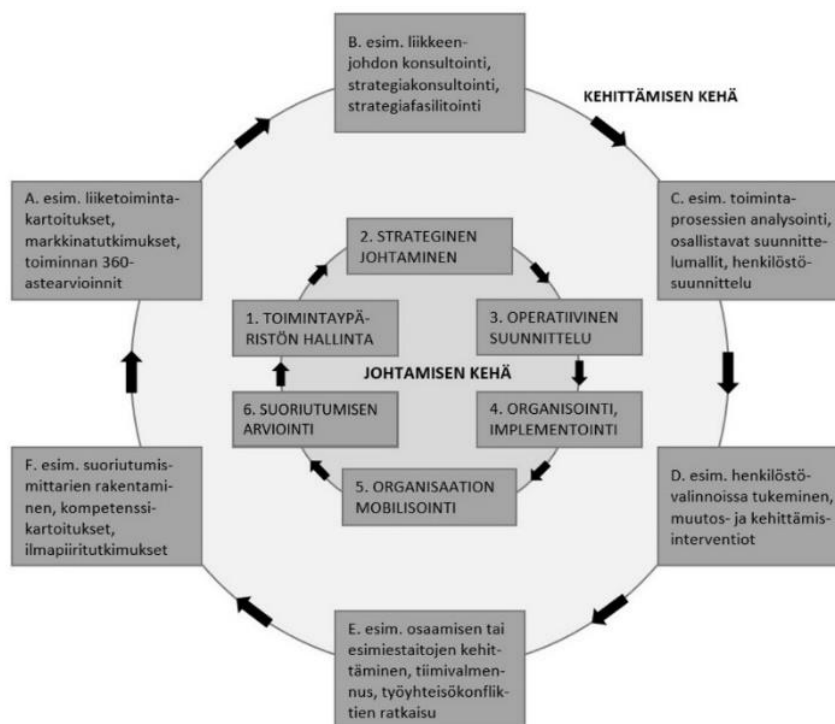 B. esim. liikkeen-
johdon konsultointi,
strategiakonsultointi,
strategiafasilitointi
KEHITTÄMISEN KEHÄ
A. esim. liiketoiminta-
kartoitukset,
markkinatutkimukset,
toiminnan 360-
astearvioinnit
C. esim. toiminta-
prosessien analysointi,
osallistavat suunnitte-
lumallit, henkilöstö-
suunnittelu
2. STRATEGINEN
JOHTAMINEN
1. TOIMINTAYPÄ-
RISTÖN HALLINTA
3. OPERATIIVINEN
SUUNNITTELU
JOHTAMISEN KEHÄ
6. SUORIUTUMISEN
ARVIOINTI
4. ORGANISOINTI,
IMPLEMENTOINTI
5. ORGANISAATION
MOBILISOINTI
F. esim. suoriutumis-
mittarien rakentami-
nen, kompetenssi-
kartoitukset,
ilmapiiritutkimukset
D. esim. henkilöstö-
valinnoissa tukeminen,
muutos- ja kehittämis-
interventiot
E. esim. osaamisen tai
esimiestaitojen kehit-
täminen, tiimivalmen-
nus, työyhteisökonflik-
tien ratkaisu